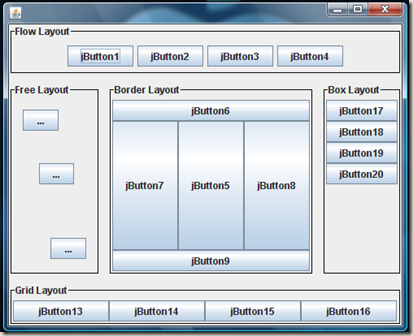 Flow Layout
jButton1 jButton2 jButton3 jButton4
Free Layout Border Layout Box Layout
...
...
...
jButton6
jButton7 jButton5 jButton8
jButton9
jButton17
jButton18
jButton19
jButton20
Grid Layout
jButton13 jButton14 jButton15 jButton16